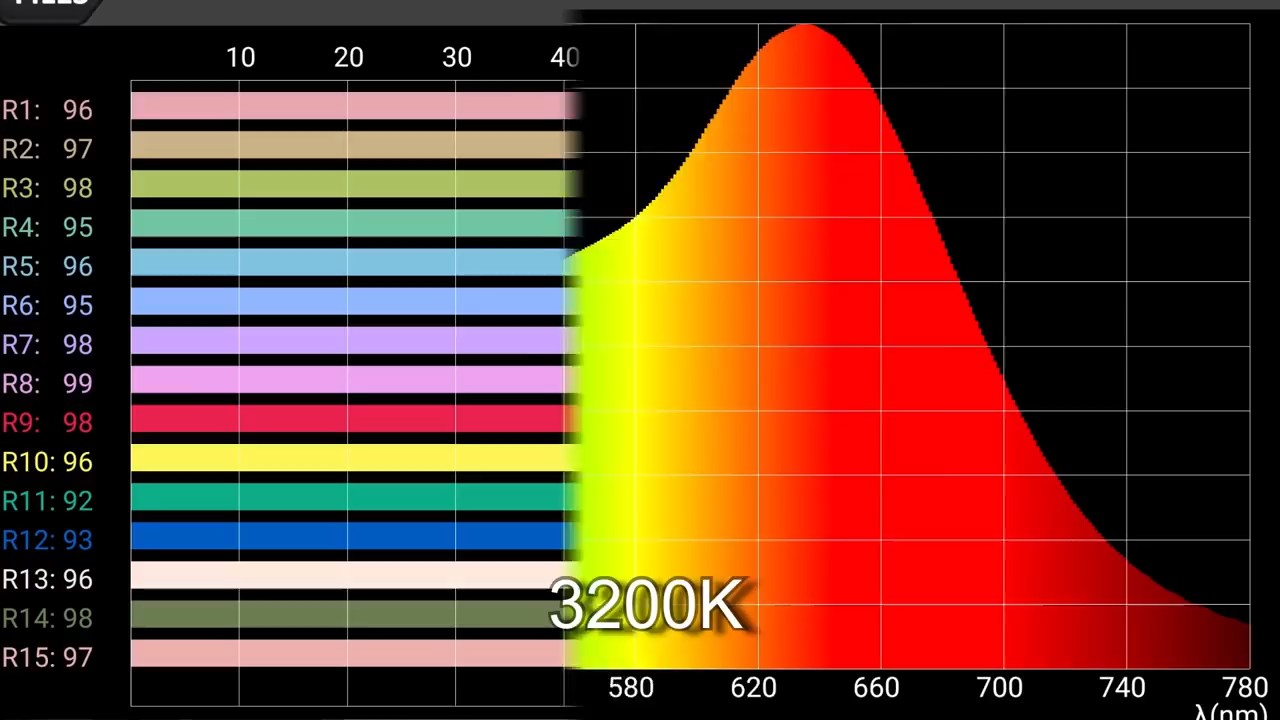 10 20 30 40
R1: 96
R2: 97
R3: 98
R4: 95
R5: 96
R6: 95
R7: 98
R8: 99
R9: 98
R10: 96
R11: 92
R12: 93
R13: 96
R14: 98
R15: 97
3200K
580 620 660 700 740 780
λ(nm)